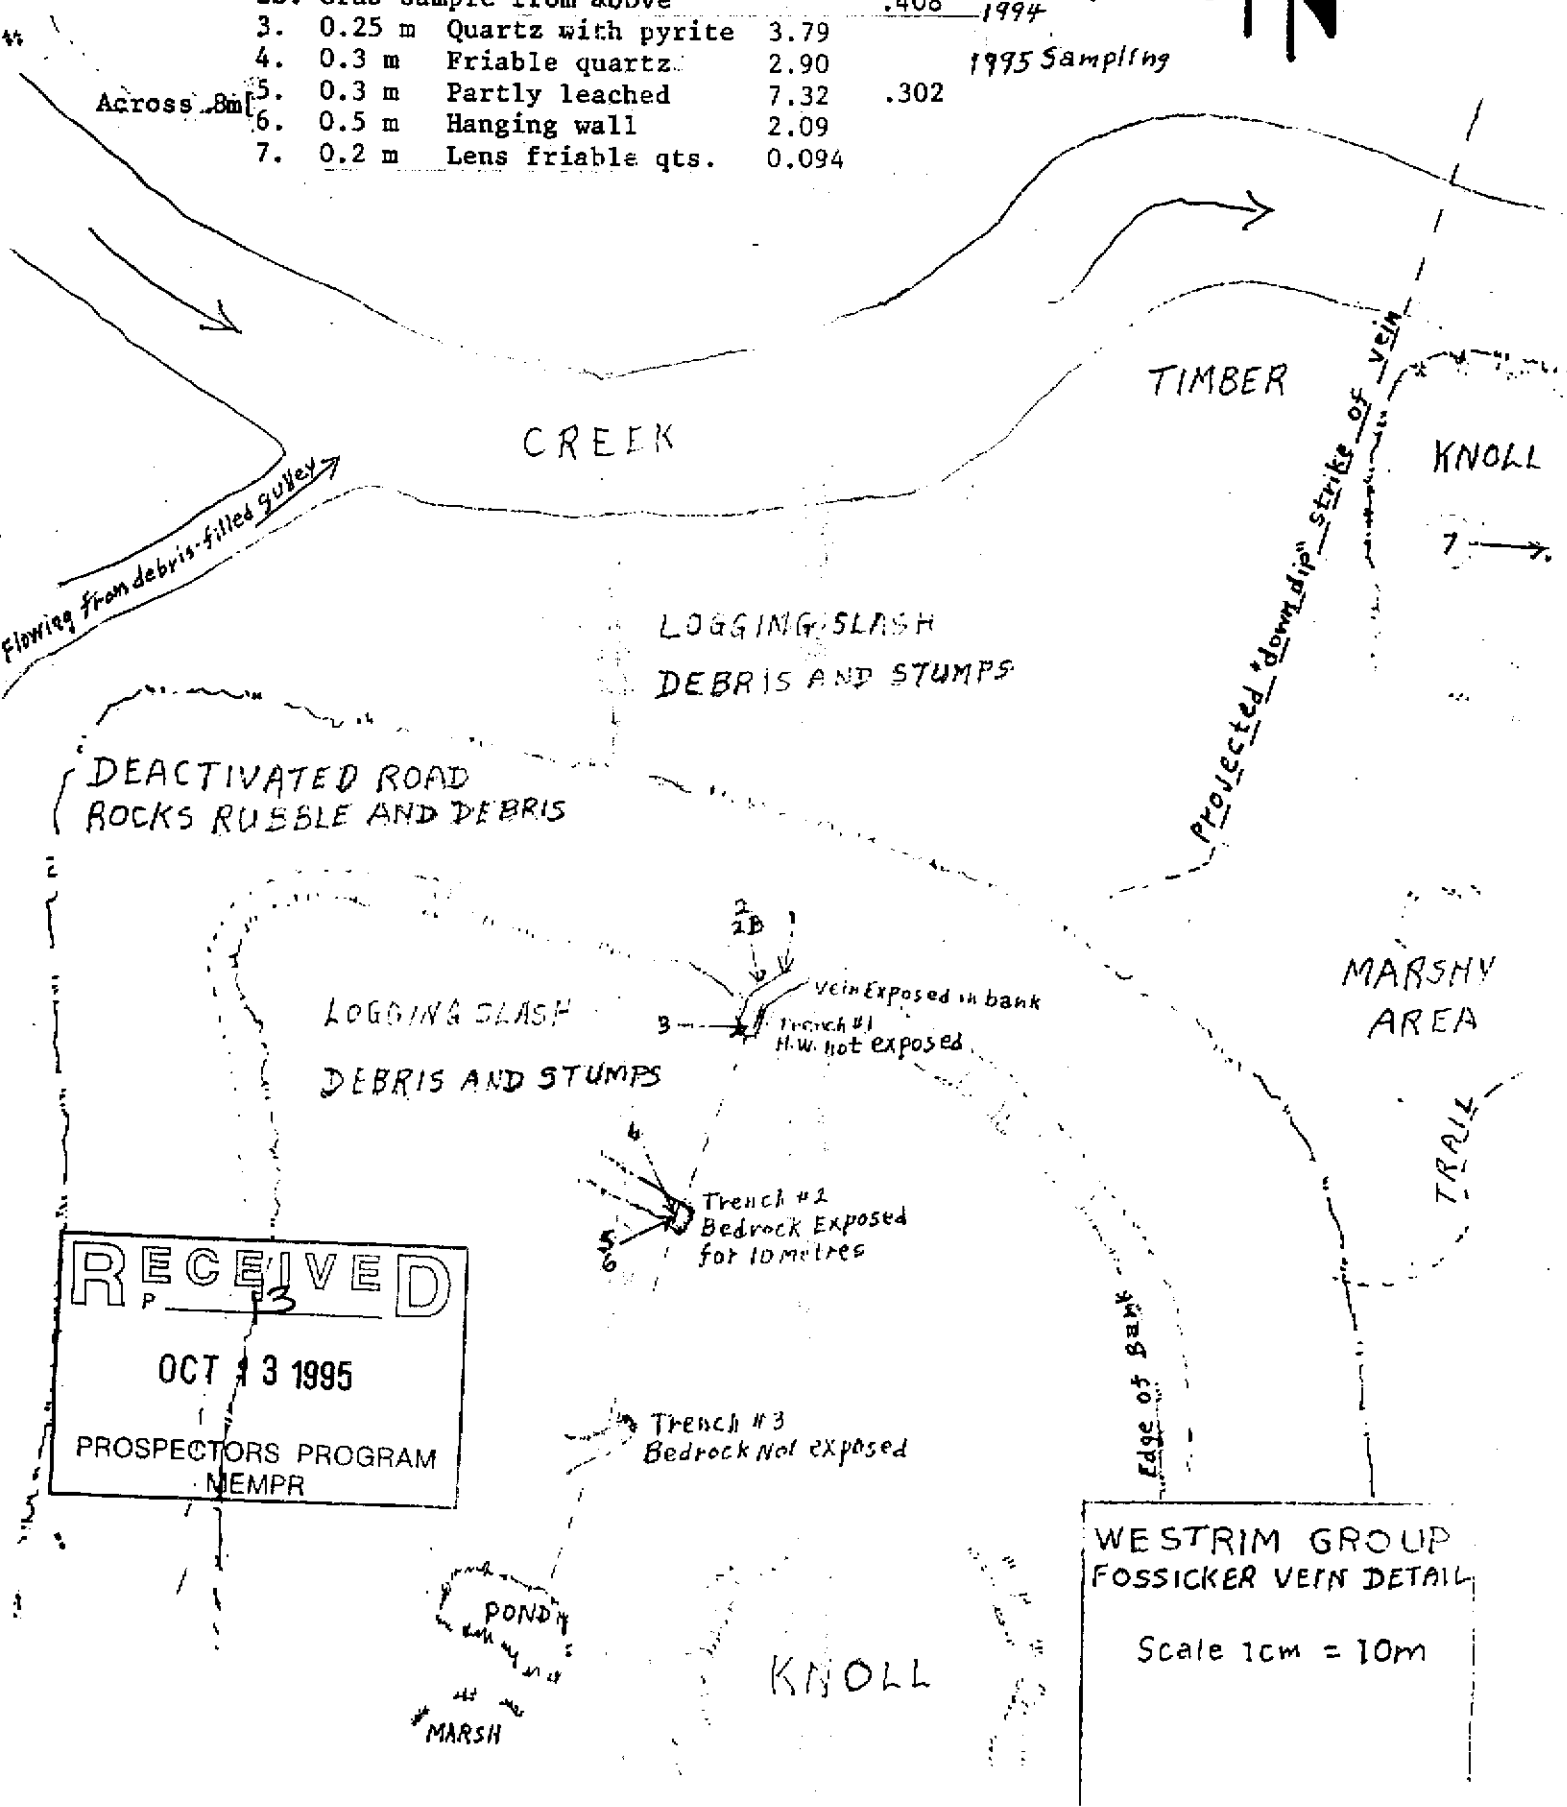 2B. Grab sample from above .408 1994
3. 0.25 m Quartz with pyrite 3.79
4. 0.3 m Friable quartz. 2.90
1995 Sampling
Across .8m[
5. 0.3 m Partly leached 7.32 .302
6. 0.5 m Hanging wall 2.09
7. 0.2 m Lens friable qts. 0.094
N
TIMBER
CREEK
KNOLL
Projected "down dip" strike of vein
7
Flowing from debris-filled gulley
LOGGING SLASH
DEBRIS AND STUMPS
DEACTIVATED ROAD
ROCKS RUBBLE AND DEBRIS
2
2B
1
MARSHY
AREA
Vein Exposed in bank
LOGGING SLASH
3
Trench #1
H.W. not exposed
DEBRIS AND STUMPS
TRAIL
Trench #2
Bedrock Exposed
for 10 metres
5
6
RECEIVED
P 13
OCT 13 1995
PROSPECTORS PROGRAM
MEMPR
Edge of Bank
Trench #3
Bedrock Not exposed
WESTRIM GROUP
FOSSICKER VEIN DETAIL
Scale 1cm = 10m
POND
KNOLL
MARSH